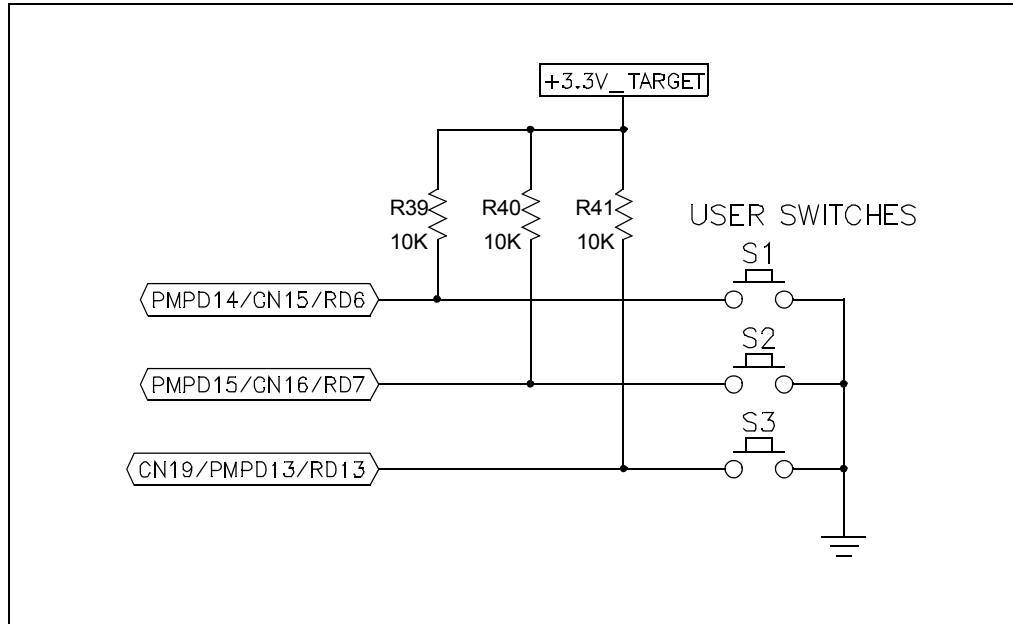 +3.3V_TARGET
R39
10K
R40
10K
R41
10K
USER SWITCHES
S1
PMPD14/CN15/RD6
S2
PMPD15/CN16/RD7
S3
CN19/PMPD13/RD13